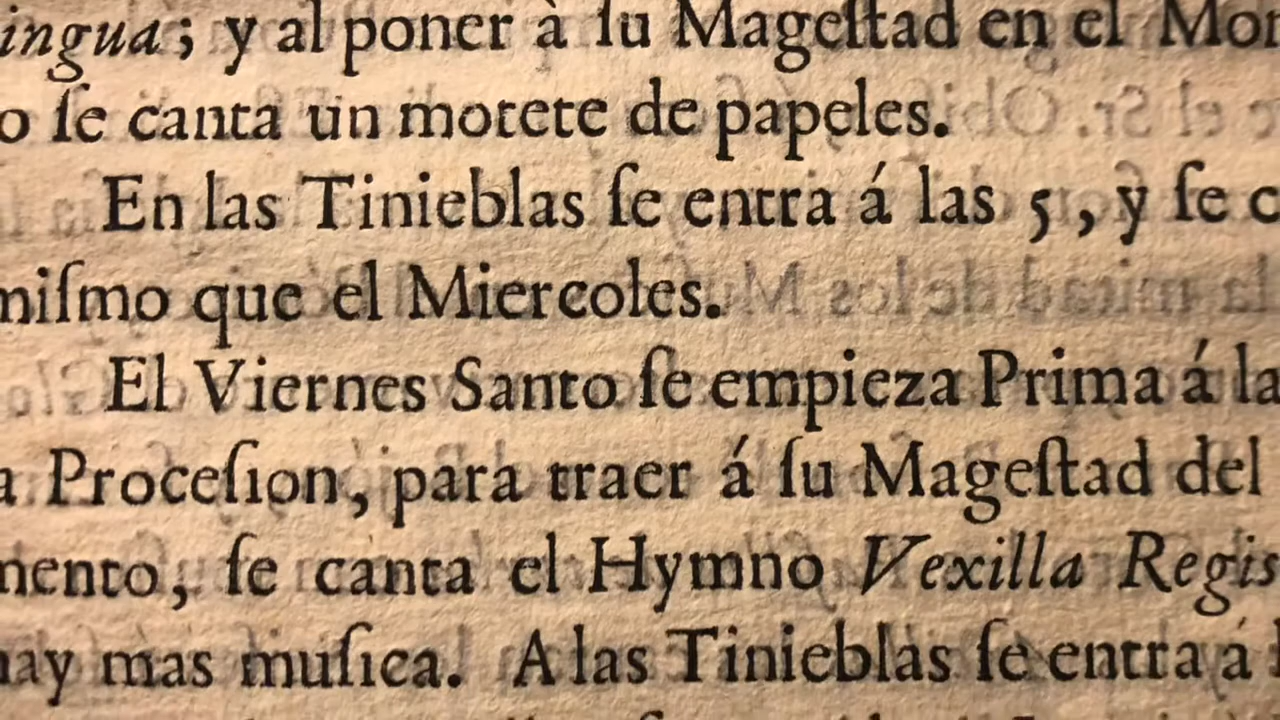 ingua; y al poner à ſu Mageſtad en el Mon
o ſe canta un motete de papeles.
En las Tinieblas ſe entra á las 5, y ſe c
miſmo que el Miercoles.
El Viernes Santo ſe empieza Prima á la
a Proceſion, para traer á ſu Mageſtad del
mento, ſe canta el Hymno Vexilla Regis
hay mas muſica. A las Tinieblas ſe entra á l